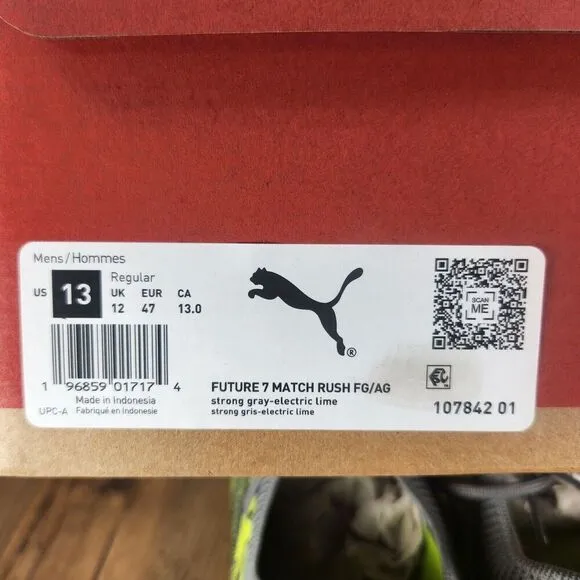 Mens/Hommes
Regular
US 13 UK EUR CA
12 47 13.0
SCAN
ME
®
1 96859 01717 4
UPC-A Made in Indonesia
Fabriqué en Indonesie
FUTURE 7 MATCH RUSH FG/AG
strong gray-electric lime
strong gris-electric lime
107842 01